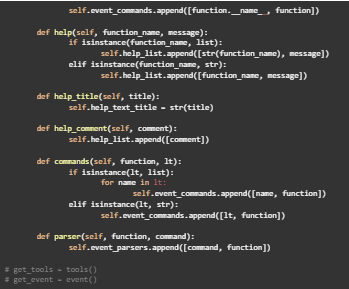 self.event_commands.append([function.__name__, function])
def help(self, function_name, message):
if isinstance(function_name, list):
self.help_list.append([str(function_name), message])
elif isinstance(function_name, str):
self.help_list.append([function_name, message])
def help_title(self, title):
self.help_text_title = str(title)
def help_comment(self, comment):
self.help_list.append([comment])
def commands(self, function, lt):
if isinstance(lt, list):
for name in lt:
self.event_commands.append([name, function])
elif isinstance(lt, str):
self.event_commands.append([lt, function])
def parser(self, function, command):
self.event_parsers.append([command, function])
# get_tools = tools()
# get_event = event()